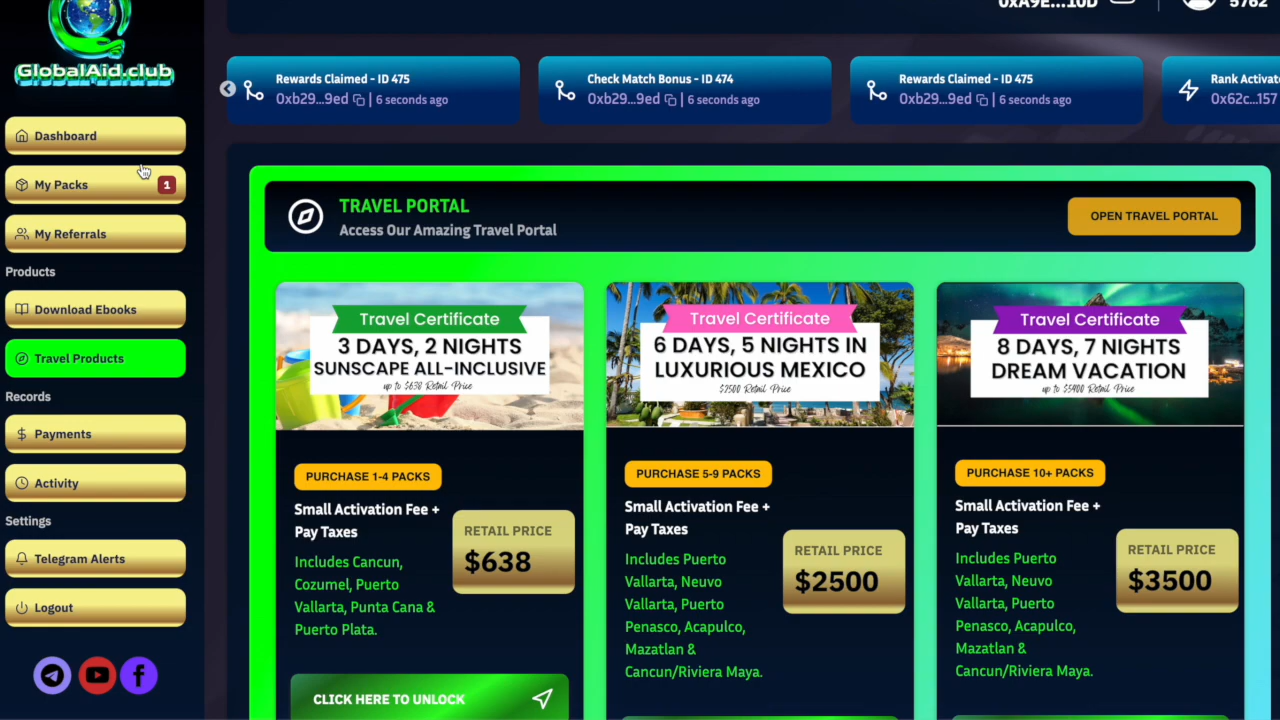 0xA9E...10D
5762
GlobalAid.club
Rewards Claimed - ID 475
0xb29...9ed | 6 seconds ago
Check Match Bonus - ID 474
0xb29...9ed | 6 seconds ago
Rewards Claimed - ID 475
0xb29...9ed | 6 seconds ago
Rank Activate
0x62c...157
Dashboard
My Packs
1
My Referrals
Products
Download Ebooks
Travel Products
Records
Payments
Activity
Settings
Telegram Alerts
Logout
TRAVEL PORTAL
Access Our Amazing Travel Portal
OPEN TRAVEL PORTAL
Travel Certificate
3 DAYS, 2 NIGHTS
SUNSCAPE ALL-INCLUSIVE
up to $638 Retail Price
PURCHASE 1-4 PACKS
Small Activation Fee +
Pay Taxes
Includes Cancun,
Cozumel, Puerto
Vallarta, Punta Cana &
Puerto Plata.
RETAIL PRICE
$638
CLICK HERE TO UNLOCK
Travel Certificate
6 DAYS, 5 NIGHTS IN
LUXURIOUS MEXICO
$2500 Retail Price
PURCHASE 5-9 PACKS
Small Activation Fee +
Pay Taxes
Includes Puerto
Vallarta, Neuvo
Vallarta, Puerto
Penasco, Acapulco,
Mazatlan &
Cancun/Riviera Maya.
RETAIL PRICE
$2500
Travel Certificate
8 DAYS, 7 NIGHTS
DREAM VACATION
up to $5400 Retail Price
PURCHASE 10+ PACKS
Small Activation Fee +
Pay Taxes
Includes Puerto
Vallarta, Neuvo
Vallarta, Puerto
Penasco, Acapulco,
Mazatlan &
Cancun/Riviera Maya.
RETAIL PRICE
$3500